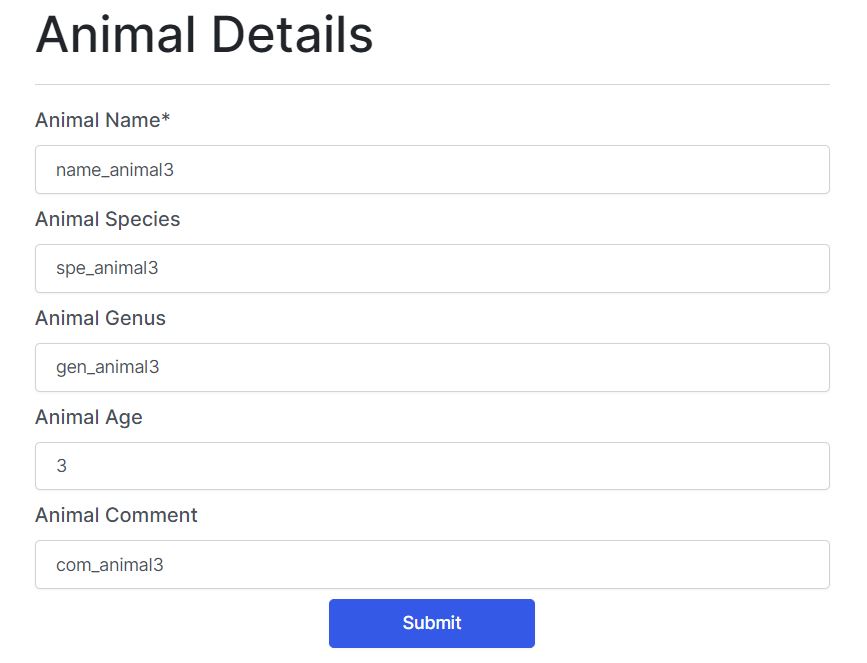 Animal Details
Animal Name*
name_animal3
Animal Species
spe_animal3
Animal Genus
gen_animal3
Animal Age
3
Animal Comment
com_animal3
Submit